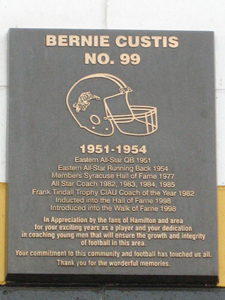 BERNIE CUSTIS
NO. 99
1951-1954
Eastern All-Star QB 1951
Eastern All-Star Running Back 1954
Members Syracuse Hall of Fame 1977
All Star Coach 1982, 1983, 1984, 1985
Frank Tindall Trophy CIAU Coach of the Year 1982
Inducted into the Hall of Fame 1998
Introduced into the Walk of Fame 1998
In Appreciation by the fans of Hamilton and area
for your exciting years as a player and your dedication
in coaching young men that will ensure the growth and integrity
of football in this area.
Your commitment to this community and football has touched us all.
Thank you for the wonderful memories.